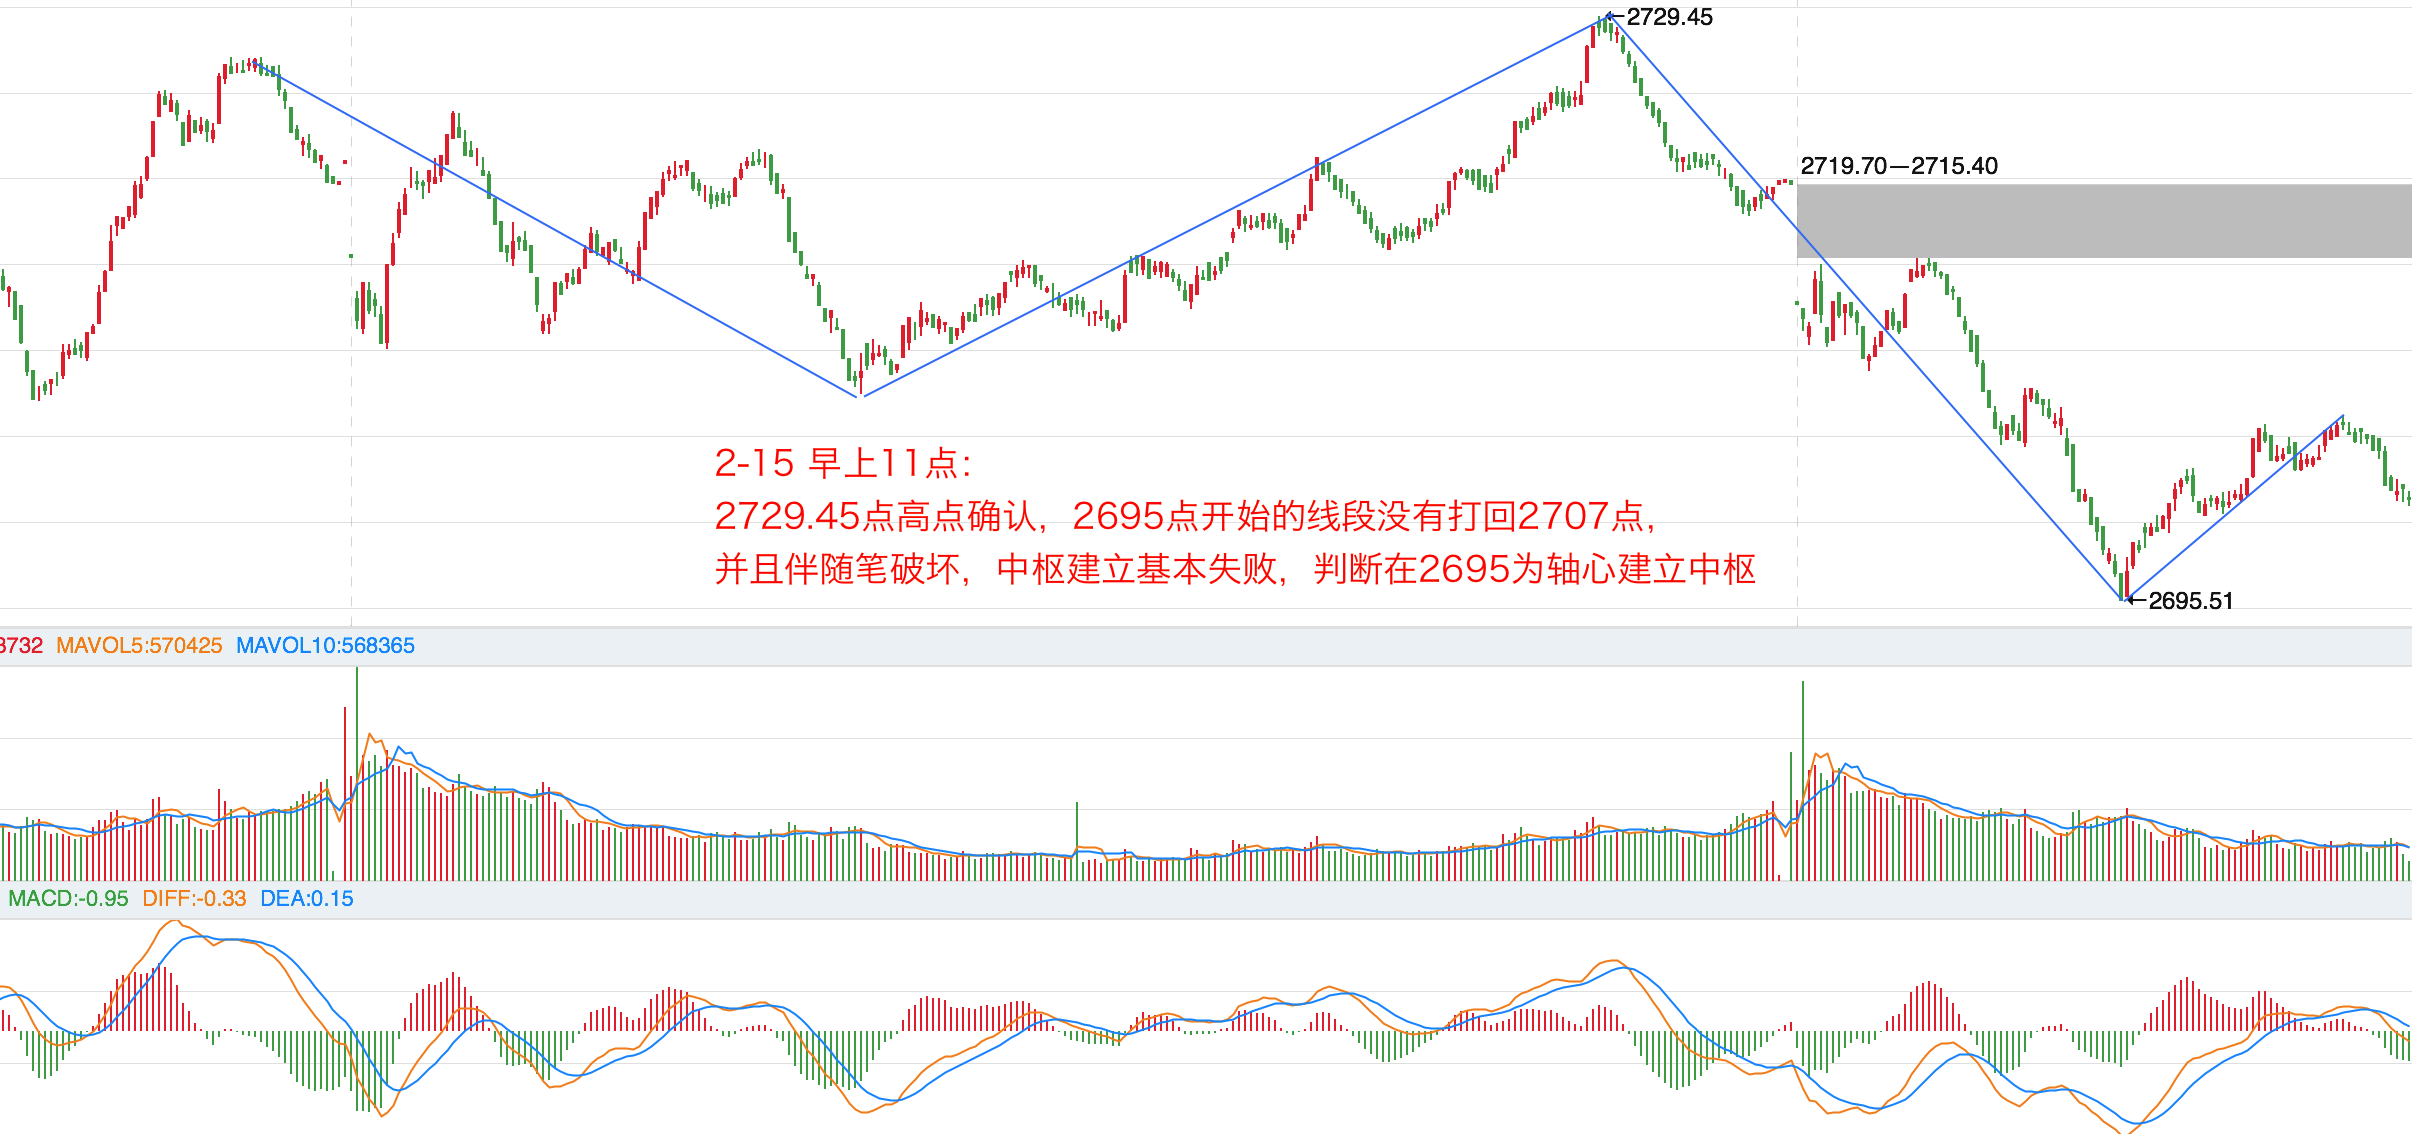 2729.45
2719.70—2715.40
2-15 早上11点：
2729.45点高点确认，2695点开始的线段没有打回2707点，
并且伴随笔破坏，中枢建立基本失败，判断在2695为轴心建立中枢
2695.51
3732 MAVOL5:570425 MAVOL10:568365
MACD:-0.95 DIFF:-0.33 DEA:0.15